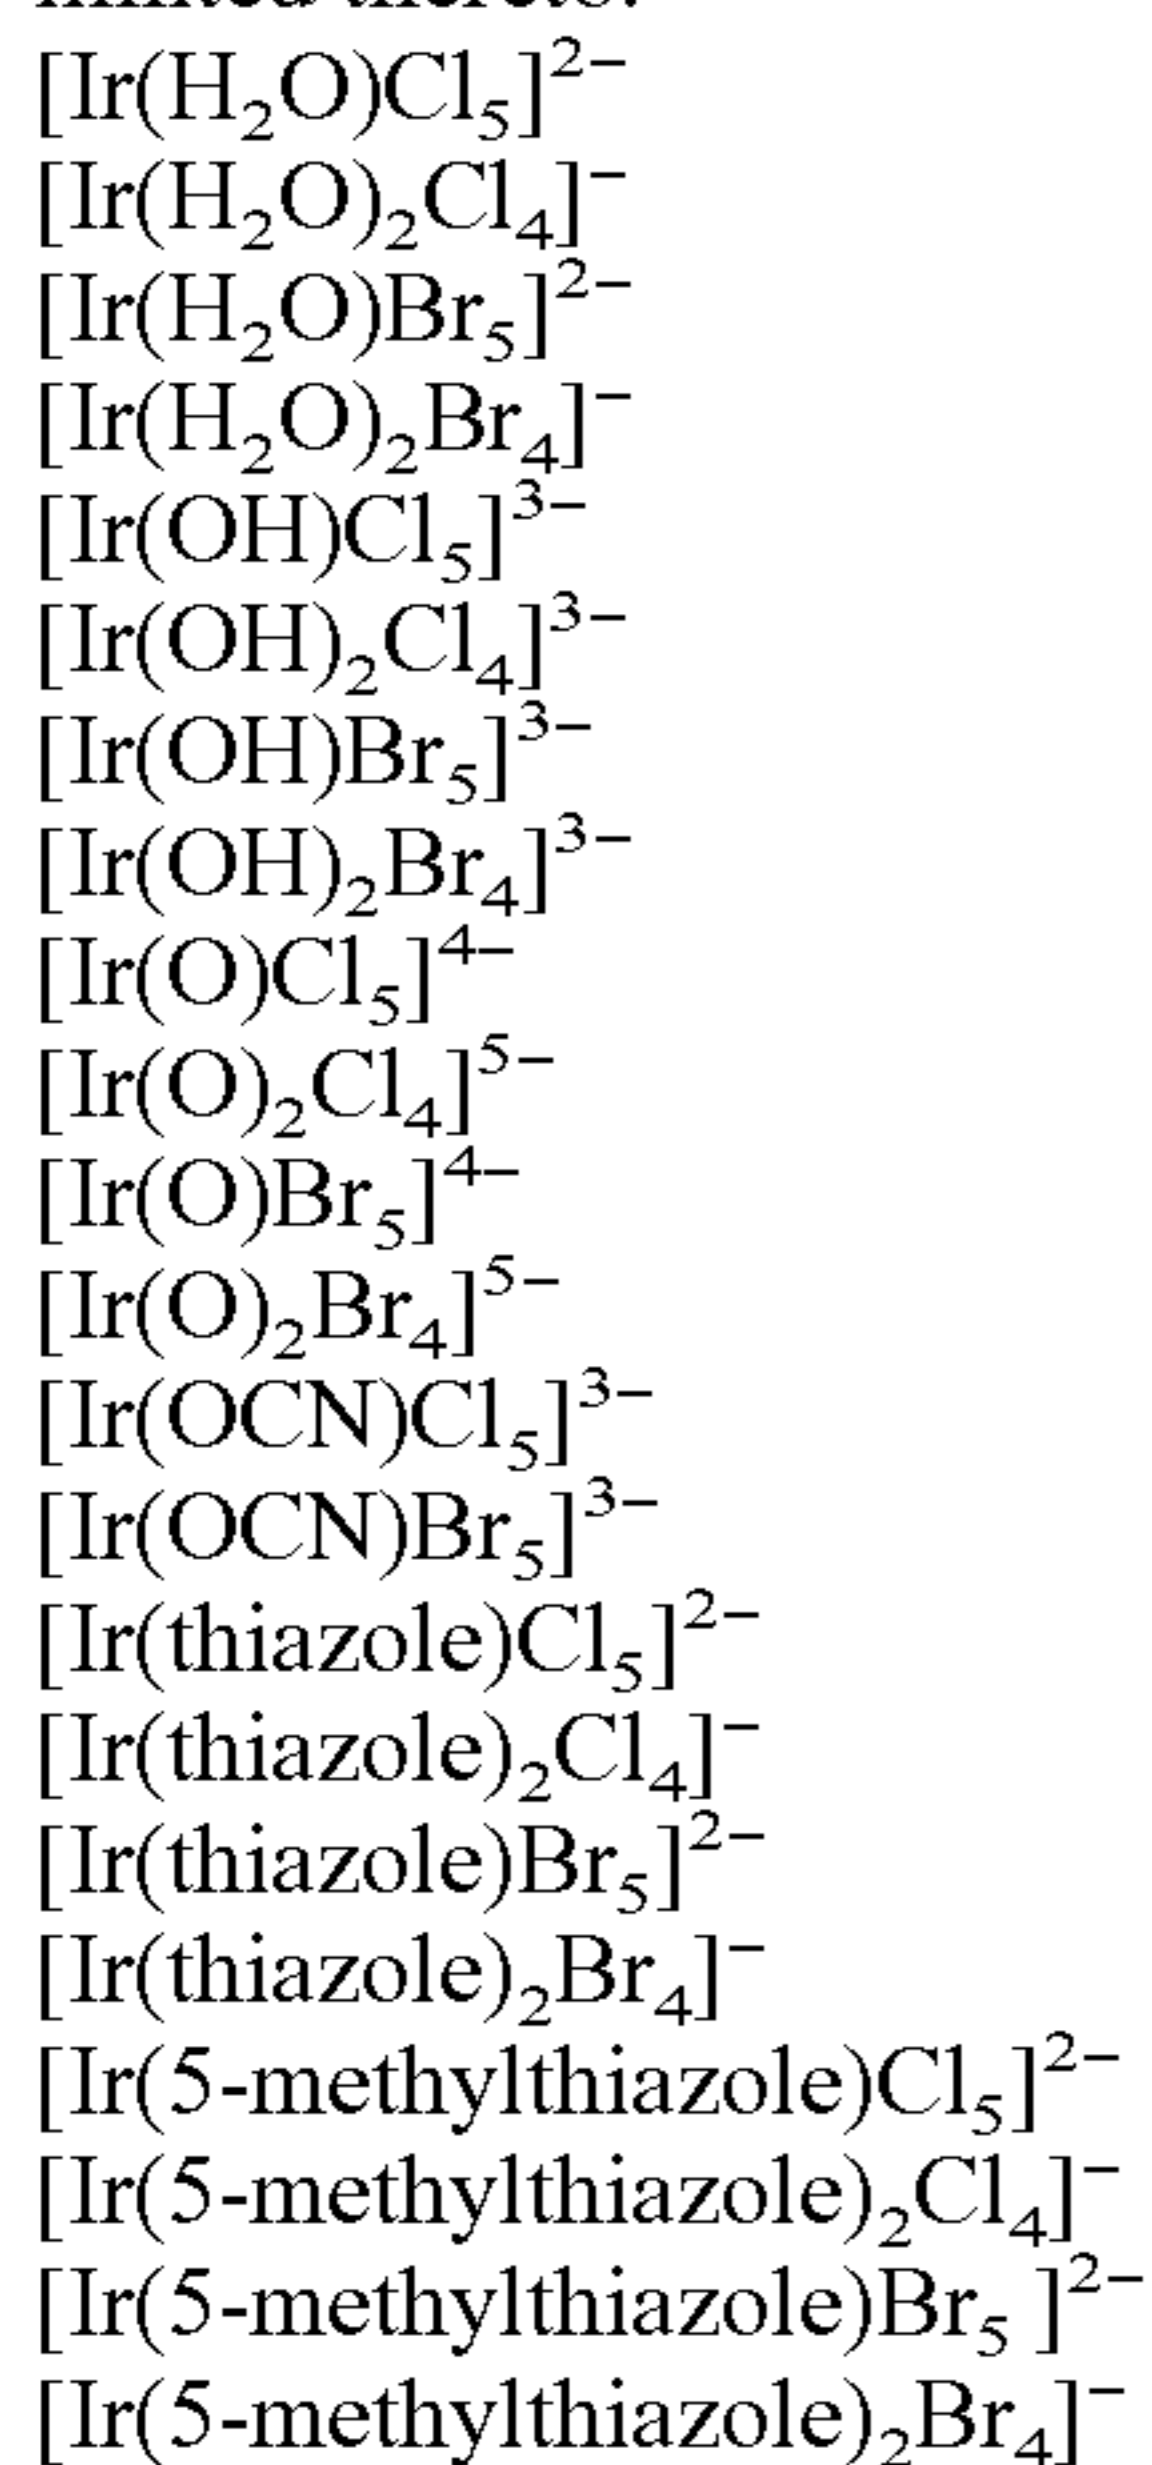 limited thereto.
[Ir(H₂O)Cl₅]²⁻
[Ir(H₂O)₂Cl₄]⁻
[Ir(H₂O)Br₅]²⁻
[Ir(H₂O)₂Br₄]⁻
[Ir(OH)Cl₅]³⁻
[Ir(OH)₂Cl₄]³⁻
[Ir(OH)Br₅]³⁻
[Ir(OH)₂Br₄]³⁻
[Ir(O)Cl₅]⁴⁻
[Ir(O)₂Cl₄]⁵⁻
[Ir(O)Br₅]⁴⁻
[Ir(O)₂Br₄]⁵⁻
[Ir(OCN)Cl₅]³⁻
[Ir(OCN)Br₅]³⁻
[Ir(thiazole)Cl₅]²⁻
[Ir(thiazole)₂Cl₄]⁻
[Ir(thiazole)Br₅]²⁻
[Ir(thiazole)₂Br₄]⁻
[Ir(5-methylthiazole)Cl₅]²⁻
[Ir(5-methylthiazole)₂Cl₄]⁻
[Ir(5-methylthiazole)Br₅ ]²⁻
[Ir(5-methylthiazole)₂Br₄]⁻